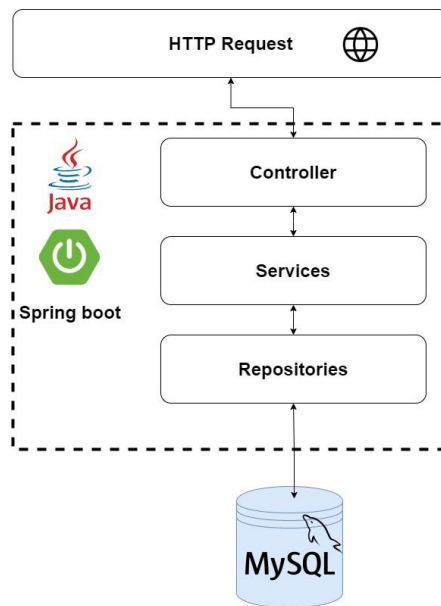 HTTP Request
Controller
Java
Services
Spring boot
Repositories
MySQL